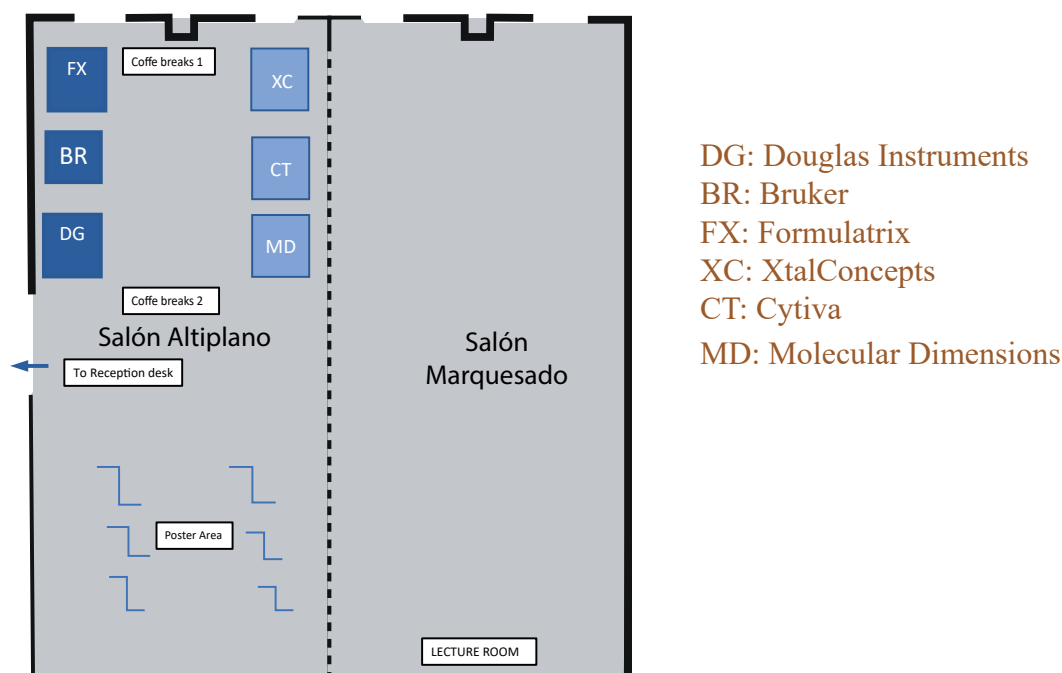 FX
Coffe breaks 1
XC
BR
CT
DG
MD
Coffe breaks 2
Salón Altiplano
To Reception desk
Poster Area
Salón
Marquesado
LECTURE ROOM
DG: Douglas Instruments
BR: Bruker
FX: Formulatrix
XC: XtalConcepts
CT: Cytiva
MD: Molecular Dimensions